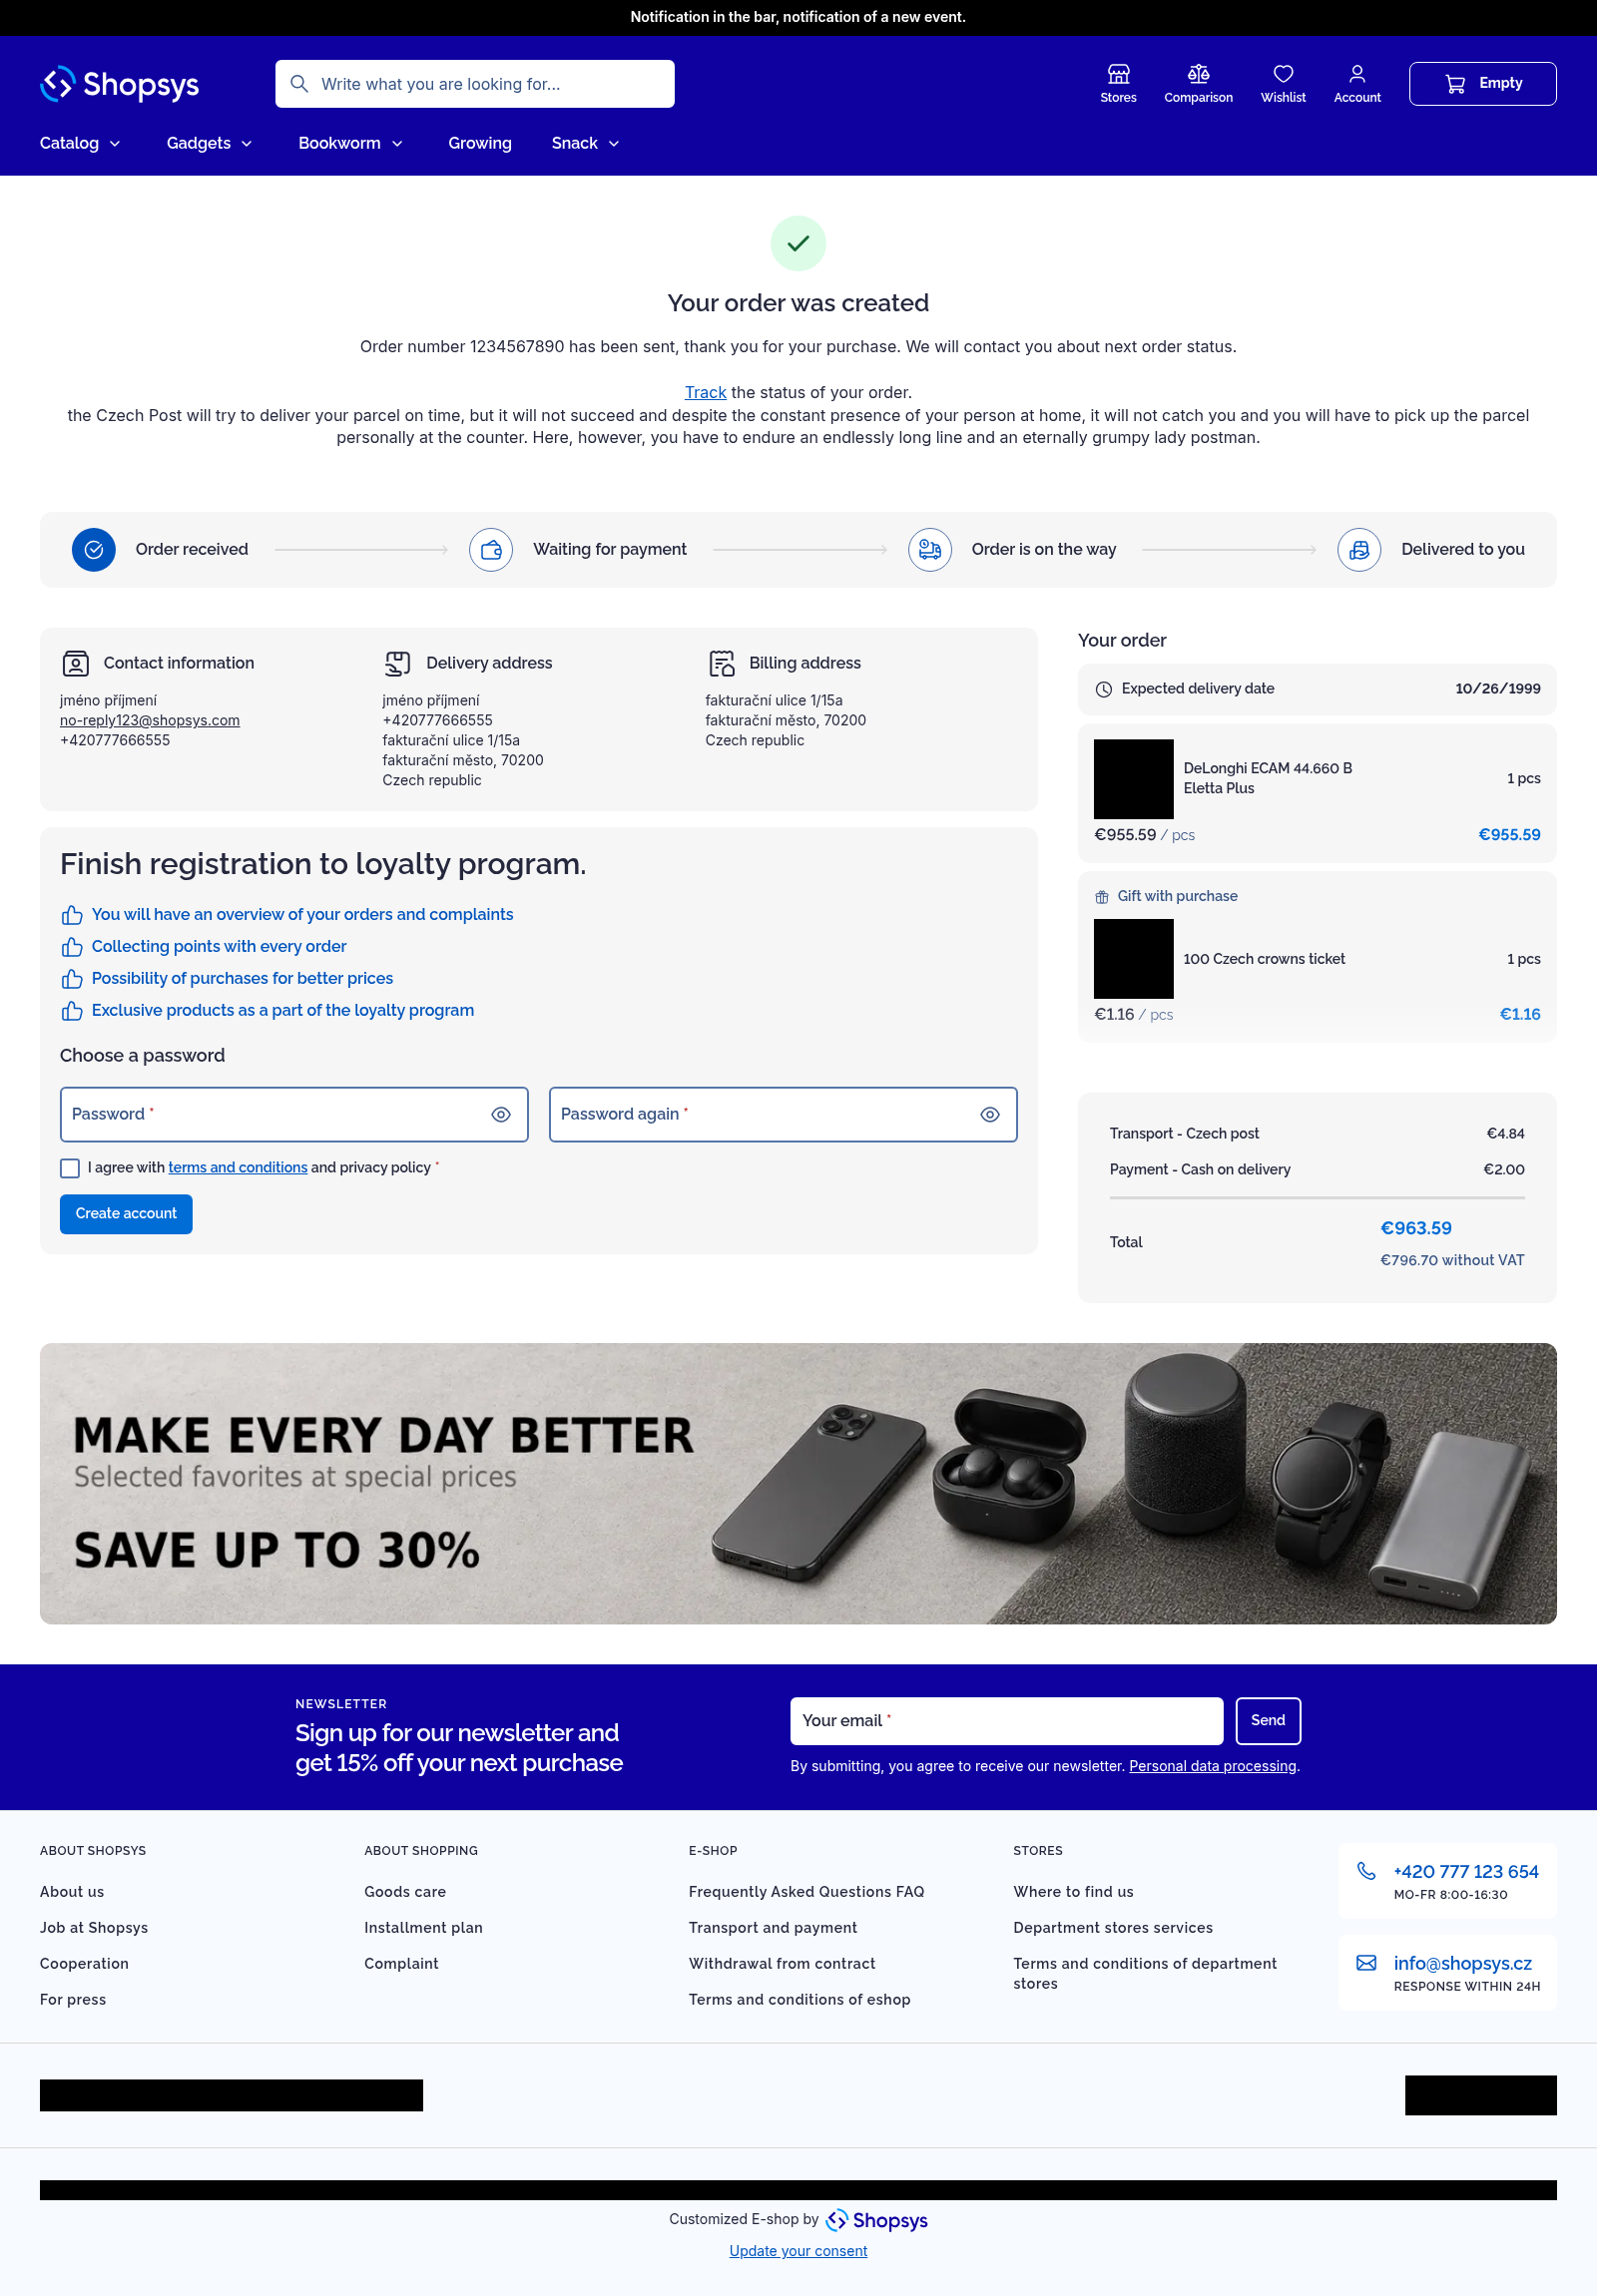 Notification in the bar, notification of a new event.
Shopsys
Write what you are looking for...
Stores
Comparison
Wishlist
Account
Empty
Catalog
Gadgets
Bookworm
Growing
Snack
Your order was created
Order number 1234567890 has been sent, thank you for your purchase. We will contact you about next order status.
Track the status of your order.
the Czech Post will try to deliver your parcel on time, but it will not succeed and despite the constant presence of your person at home, it will not catch you and you will have to pick up the parcel
personally at the counter. Here, however, you have to endure an endlessly long line and an eternally grumpy lady postman.
Order received
Waiting for payment
Order is on the way
Delivered to you
Contact information
jméno příjmení
no-reply123@shopsys.com
+420777666555
Delivery address
jméno příjmení
+420777666555
fakturační ulice 1/15a
fakturační město, 70200
Czech republic
Billing address
fakturační ulice 1/15a
fakturační město, 70200
Czech republic
Finish registration to loyalty program.
You will have an overview of your orders and complaints
Collecting points with every order
Possibility of purchases for better prices
Exclusive products as a part of the loyalty program
Choose a password
Password *
Password again *
I agree with terms and conditions and privacy policy *
Create account
Your order
Expected delivery date
10/26/1999
DeLonghi ECAM 44.660 B
Eletta Plus
1 pcs
€955.59 / pcs
€955.59
Gift with purchase
100 Czech crowns ticket
1 pcs
€1.16 / pcs
€1.16
Transport - Czech post
€4.84
Payment - Cash on delivery
€2.00
Total
€963.59
€796.70 without VAT
MAKE EVERY DAY BETTER
Selected favorites at special prices
SAVE UP TO 30%
NEWSLETTER
Sign up for our newsletter and
get 15% off your next purchase
Your email *
Send
By submitting, you agree to receive our newsletter. Personal data processing.
ABOUT SHOPSYS
About us
Job at Shopsys
Cooperation
For press
ABOUT SHOPPING
Goods care
Installment plan
Complaint
E-SHOP
Frequently Asked Questions FAQ
Transport and payment
Withdrawal from contract
Terms and conditions of eshop
STORES
Where to find us
Department stores services
Terms and conditions of department
stores
+420 777 123 654
MO-FR 8:00-16:30
info@shopsys.cz
RESPONSE WITHIN 24H
Customized E-shop by Shopsys
Update your consent